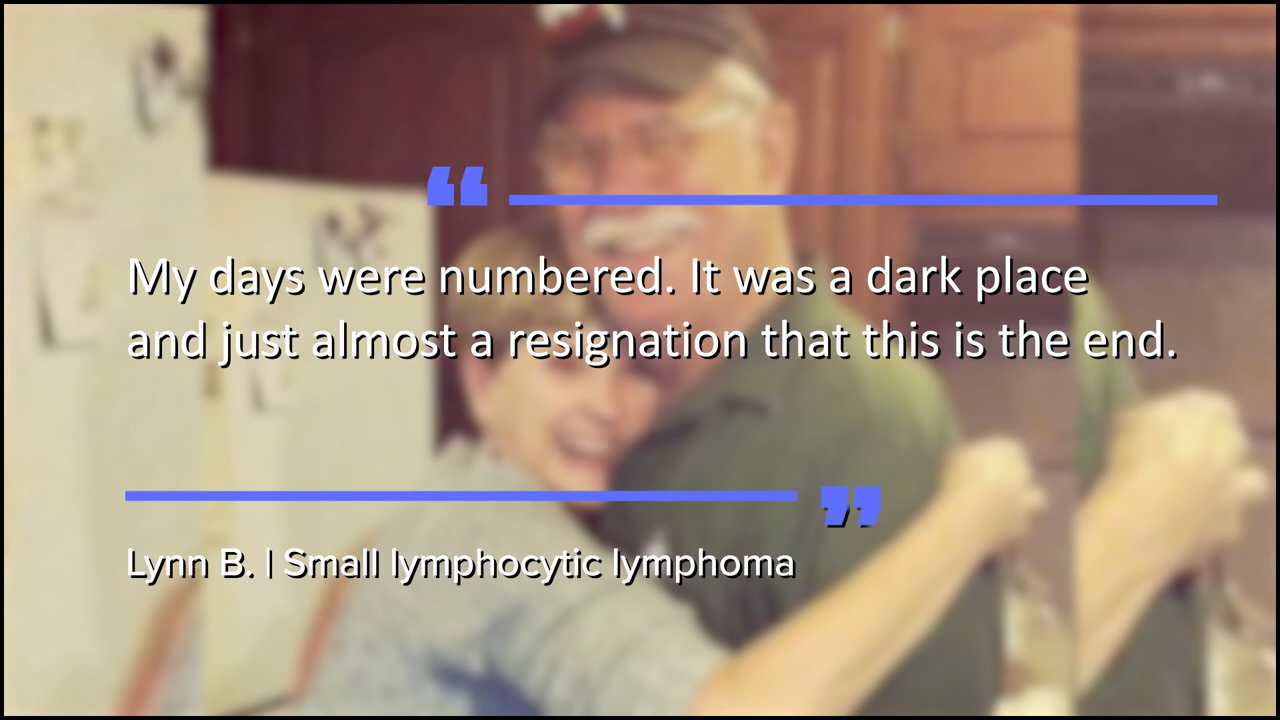 “
My days were numbered. It was a dark place
and just almost a resignation that this is the end.
”
Lynn B. | Small lymphocytic lymphoma